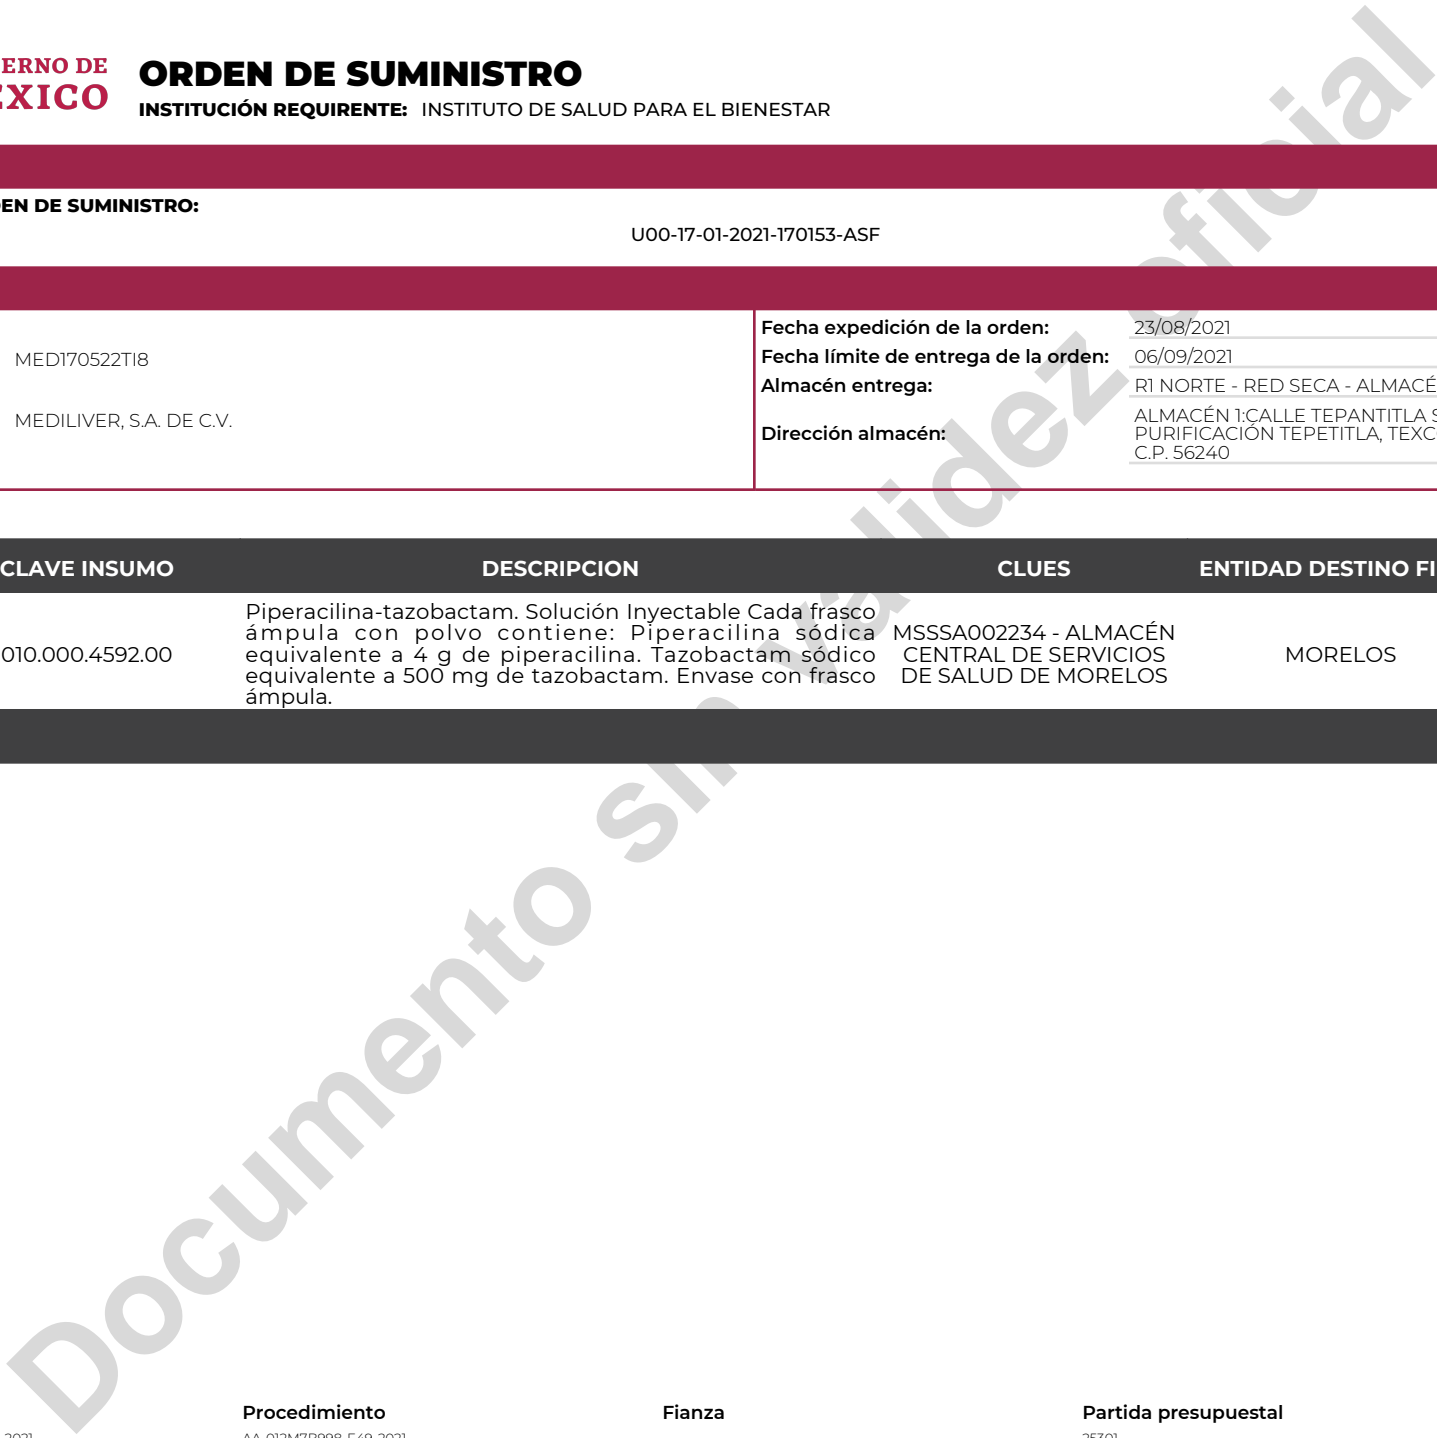 ERNO DE
ÉXICO
ORDEN DE SUMINISTRO
INSTITUCIÓN REQUIRENTE: INSTITUTO DE SALUD PARA EL BIENESTAR
EN DE SUMINISTRO:
U00-17-01-2021-170153-ASF
MED170522TI8
MEDILIVER, S.A. DE C.V.
Fecha expedición de la orden: 23/08/2021
Fecha límite de entrega de la orden: 06/09/2021
Almacén entrega: R1 NORTE - RED SECA - ALMACÉ
Dirección almacén: ALMACÉN 1:CALLE TEPANTITLA S
PURIFICACIÓN TEPETITLA, TEXC
C.P. 56240
CLAVE INSUMO DESCRIPCION CLUES ENTIDAD DESTINO FI
010.000.4592.00
Piperacilina-tazobactam. Solución Inyectable Cada frasco
ámpula con polvo contiene: Piperacilina sódica
equivalente a 4 g de piperacilina. Tazobactam sódico
equivalente a 500 mg de tazobactam. Envase con frasco
ámpula.
MSSSA002234 - ALMACÉN
CENTRAL DE SERVICIOS
DE SALUD DE MORELOS
MORELOS
Documento sin validez oficial
Procedimiento Fianza Partida presupuestal